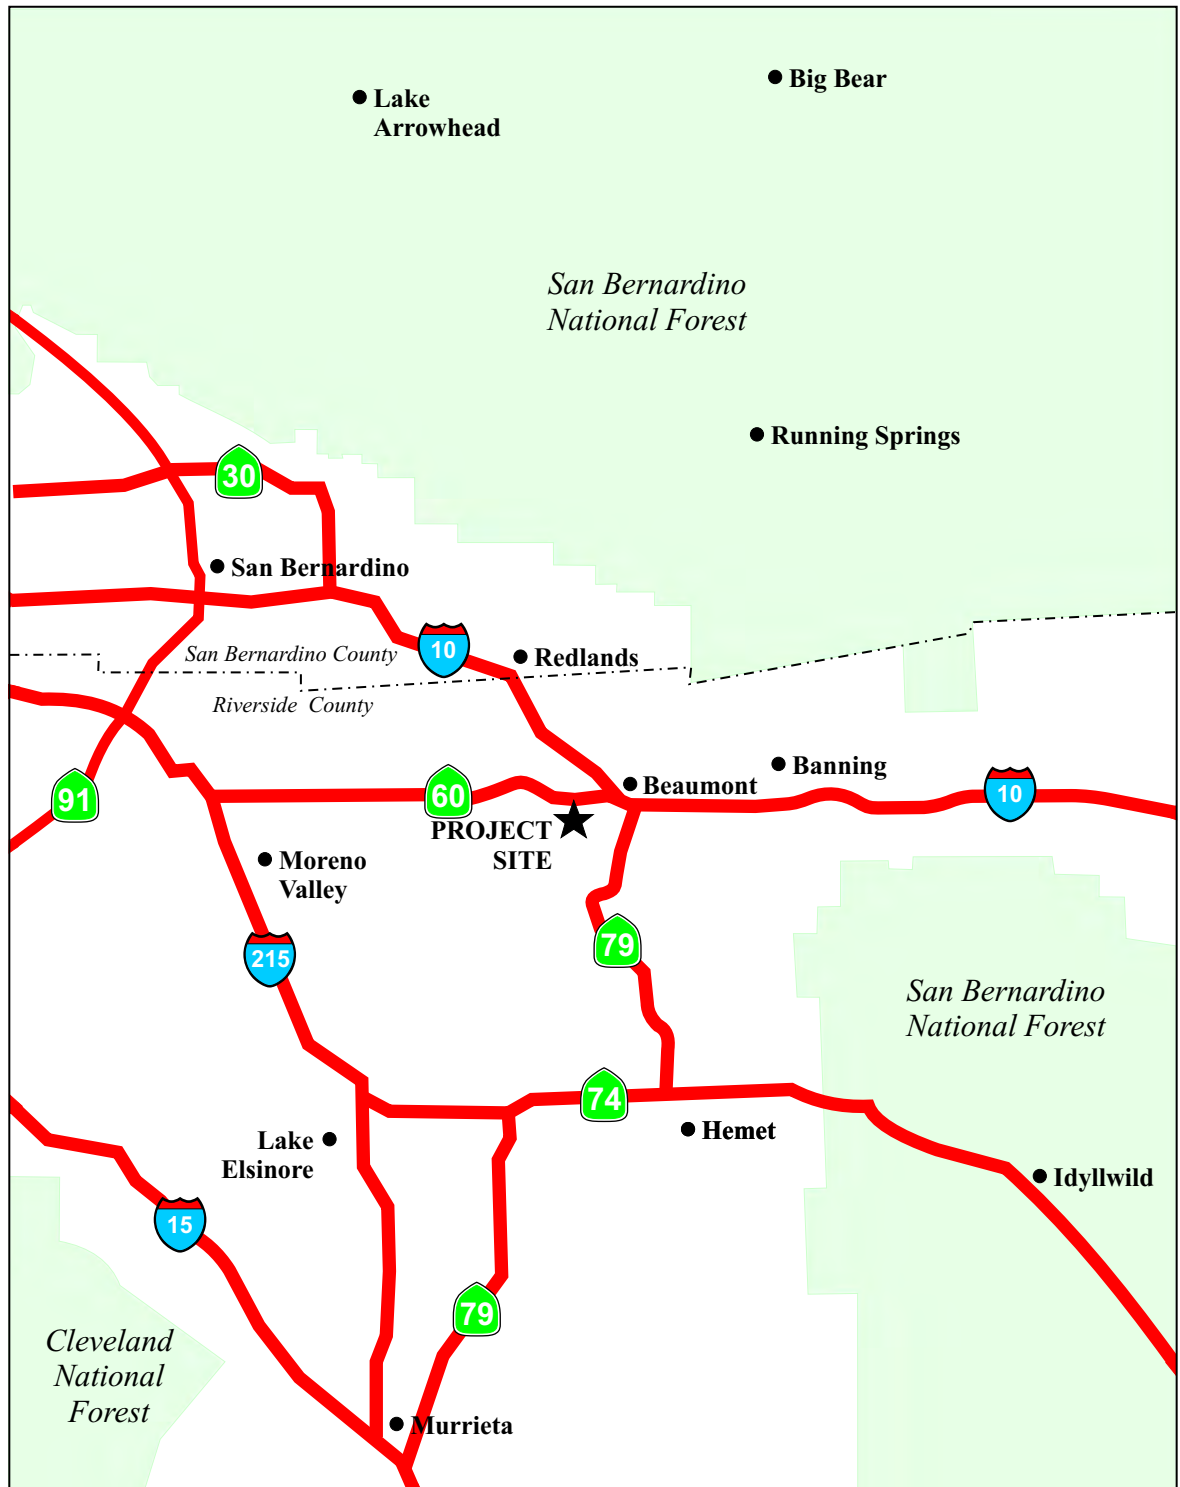 Big Bear
Lake
Arrowhead
San Bernardino
National Forest
Running Springs
30
San Bernardino
10
San Bernardino County
Redlands
Riverside County
Banning
Beaumont
10
91
60
PROJECT
SITE
Moreno
Valley
79
215
San Bernardino
National Forest
74
Hemet
Lake
Elsinore
Idyllwild
15
79
Cleveland
National
Forest
Murrieta